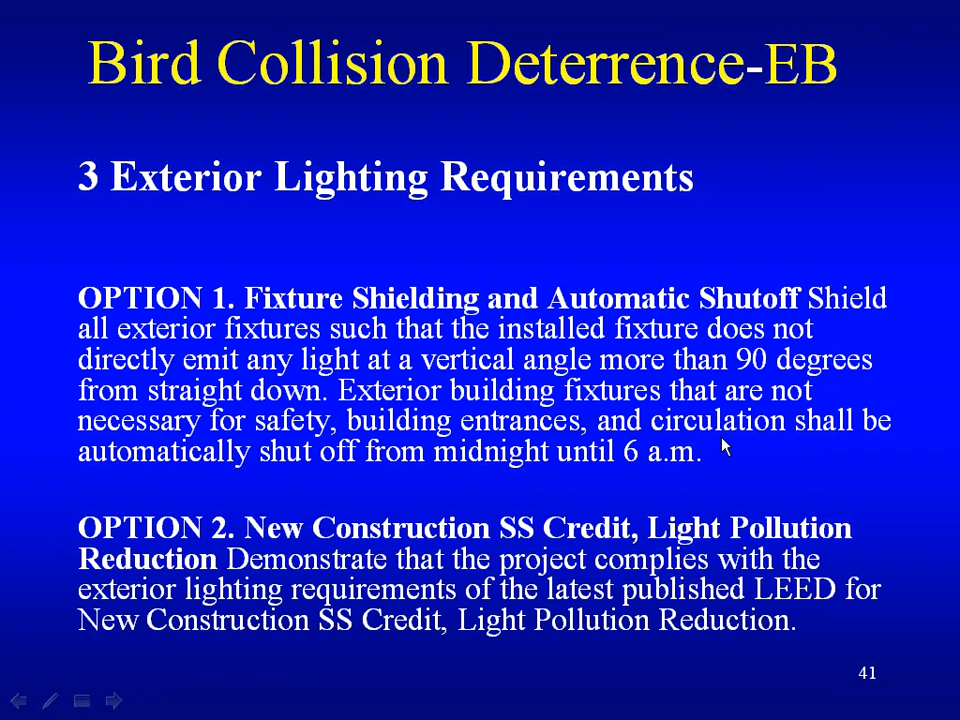 Bird Collision Deterrence-EB
3 Exterior Lighting Requirements
OPTION 1. Fixture Shielding and Automatic Shutoff Shield
all exterior fixtures such that the installed fixture does not
directly emit any light at a vertical angle more than 90 degrees
from straight down. Exterior building fixtures that are not
necessary for safety, building entrances, and circulation shall be
automatically shut off from midnight until 6 a.m.
OPTION 2. New Construction SS Credit, Light Pollution
Reduction Demonstrate that the project complies with the
exterior lighting requirements of the latest published LEED for
New Construction SS Credit, Light Pollution Reduction.
41